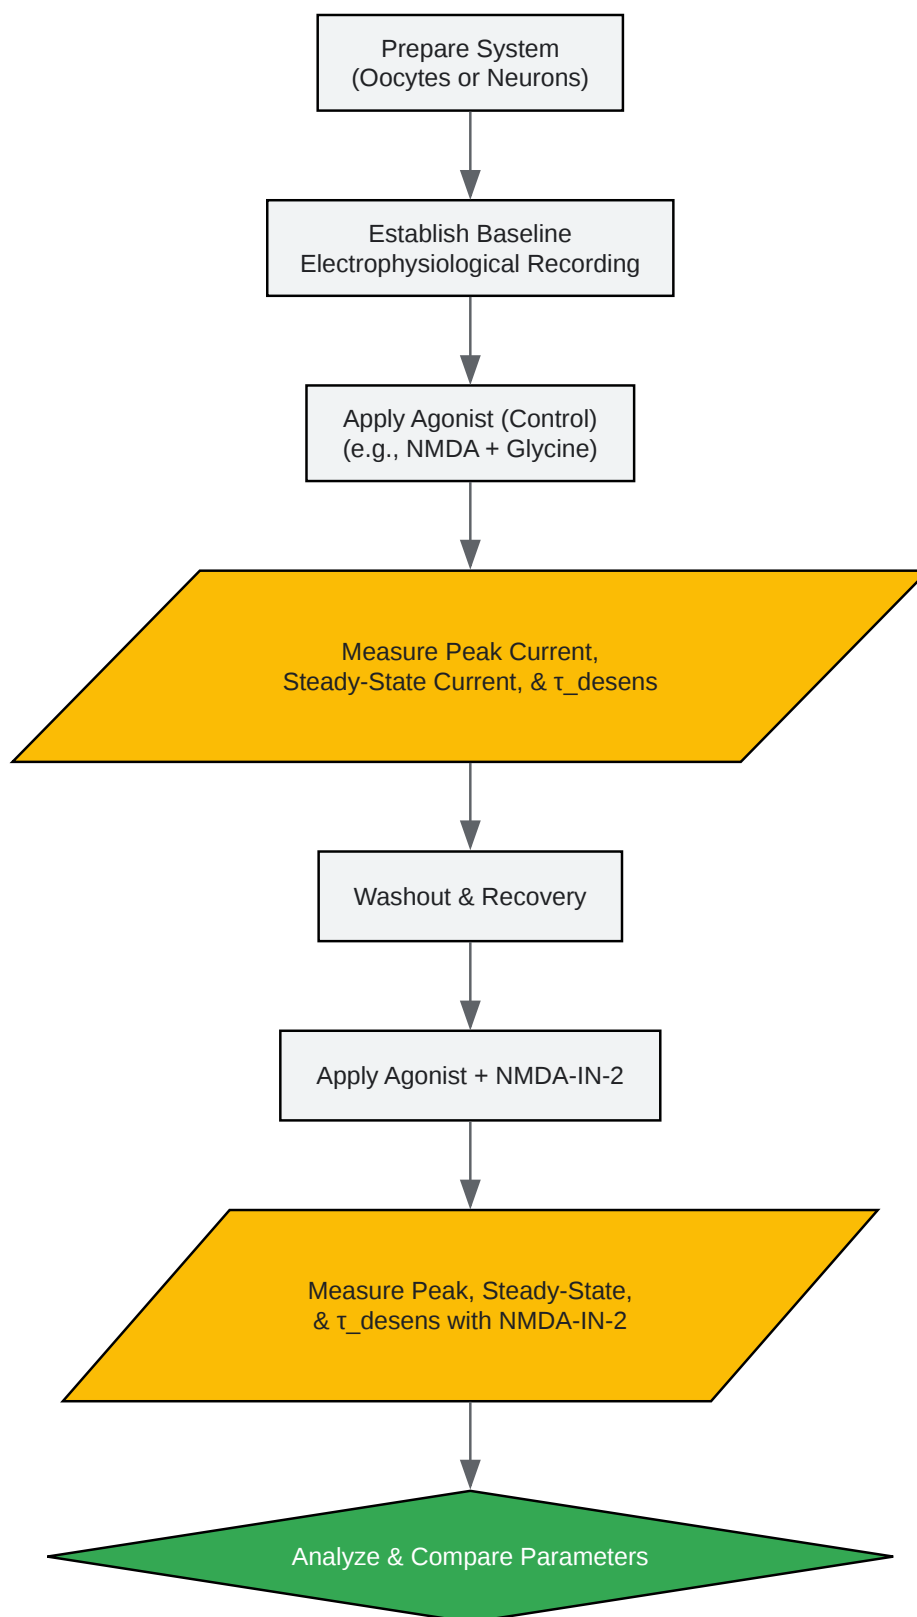 Prepare System
(Oocytes or Neurons)
Establish Baseline
Electrophysiological Recording
Apply Agonist (Control)
(e.g., NMDA + Glycine)
Measure Peak Current,
Steady-State Current, & τ_desens
Washout & Recovery
Apply Agonist + NMDA-IN-2
Measure Peak, Steady-State,
& τ_desens with NMDA-IN-2
Analyze & Compare Parameters